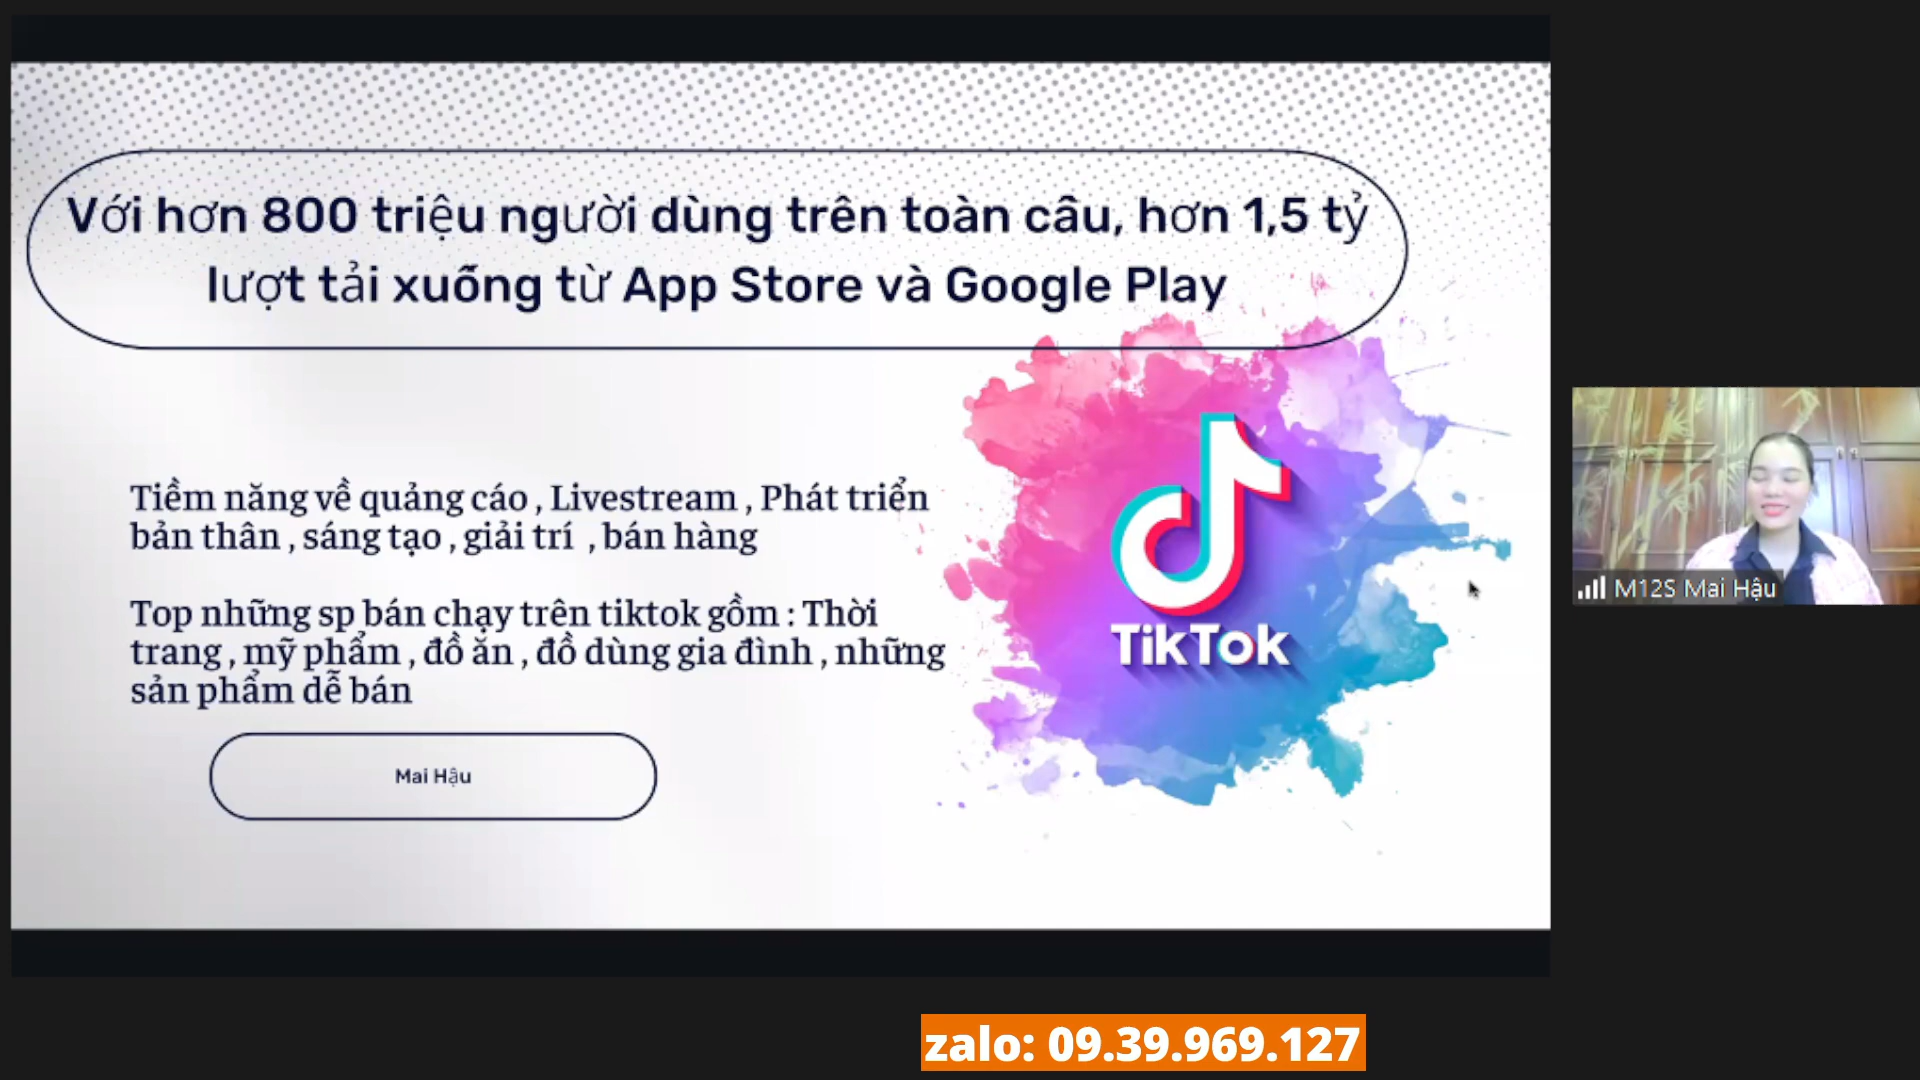 Với hơn 800 triệu người dùng trên toàn cầu, hơn 1,5 tỷ
lượt tải xuống từ App Store và Google Play
Tiềm năng về quảng cáo , Livestream , Phát triển
bản thân , sáng tạo , giải trí , bán hàng
Top những sp bán chạy trên tiktok gồm : Thời
trang , mỹ phẩm , đồ ăn , đồ dùng gia đình , những
sản phẩm dễ bán
Mai Hậu
TikTok
M12S Mai Hậu
zalo: 09.39.969.127